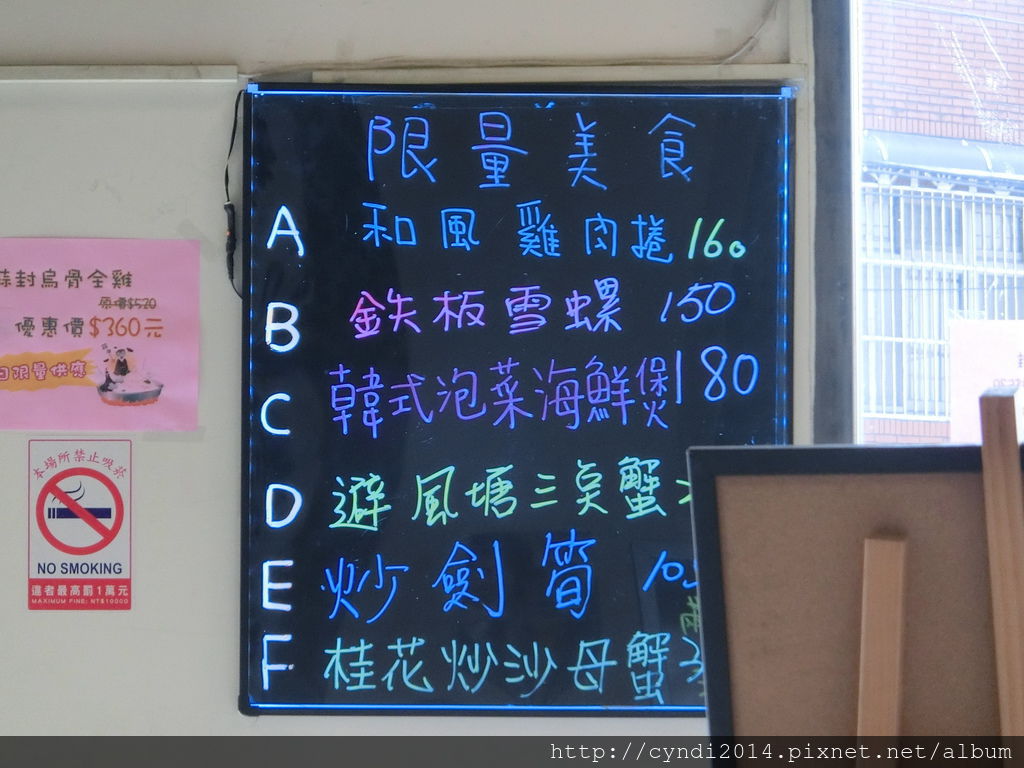 限量美食
A 和風雞肉捲 160
B 鉄板雪螺 150
C 韓式泡菜海鮮煲 180
D 避風塘三点蟹
E 炒劍筍 10
F 桂花炒沙母蟹 3
蒜封烏骨全雞
原價$520
優惠價$360元
日限量供應
本場所禁止吸菸
NO SMOKING
違者最高罰1萬元
MAXIMUM FINE: NT$10000
http://cyndi2014.pixnet.net/album